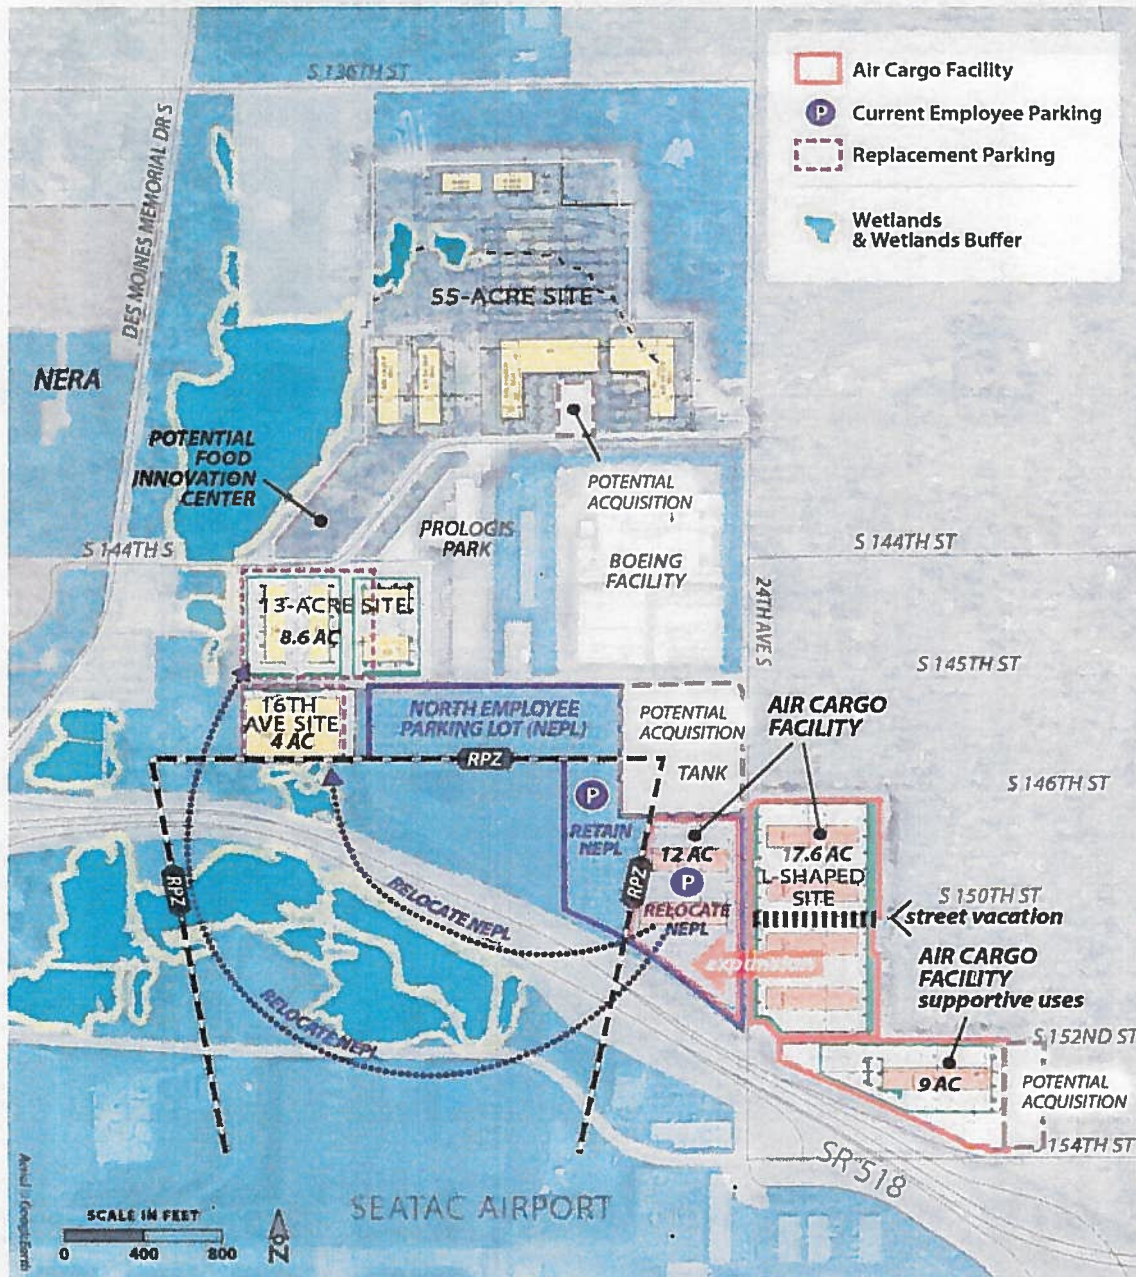 S 136TH ST
DES MOINES MEMORIAL DR S
Air Cargo Facility
P
Current Employee Parking
Replacement Parking
Wetlands
& Wetlands Buffer
55-ACRE SITE
NERA
POTENTIAL
FOOD
INNOVATION
CENTER
POTENTIAL
ACQUISITION
PROLOGIS
PARK
BOEING
FACILITY
S 144TH S
S 144TH ST
24TH AVE S
13-ACRE SITE
8.6 AC
S 145TH ST
16TH
AVE SITE
4 AC
NORTH EMPLOYEE
PARKING LOT (NEPL)
POTENTIAL
ACQUISITION
TANK
AIR CARGO
FACILITY
RPZ
S 146TH ST
P
RETAIN
NEPL
12 AC
P
RELOCATE
NEPL
17.6 AC
L-SHAPED
SITE
RPZ
RPZ
S 150TH ST
street vacation
RELOCATE NEPL
expansion
AIR CARGO
FACILITY
supportive uses
RELOCATE NEPL
S 152ND ST
9 AC
POTENTIAL
ACQUISITION
154TH ST
SR 518
SEATAC AIRPORT
SCALE IN FEET
0 400 800
N